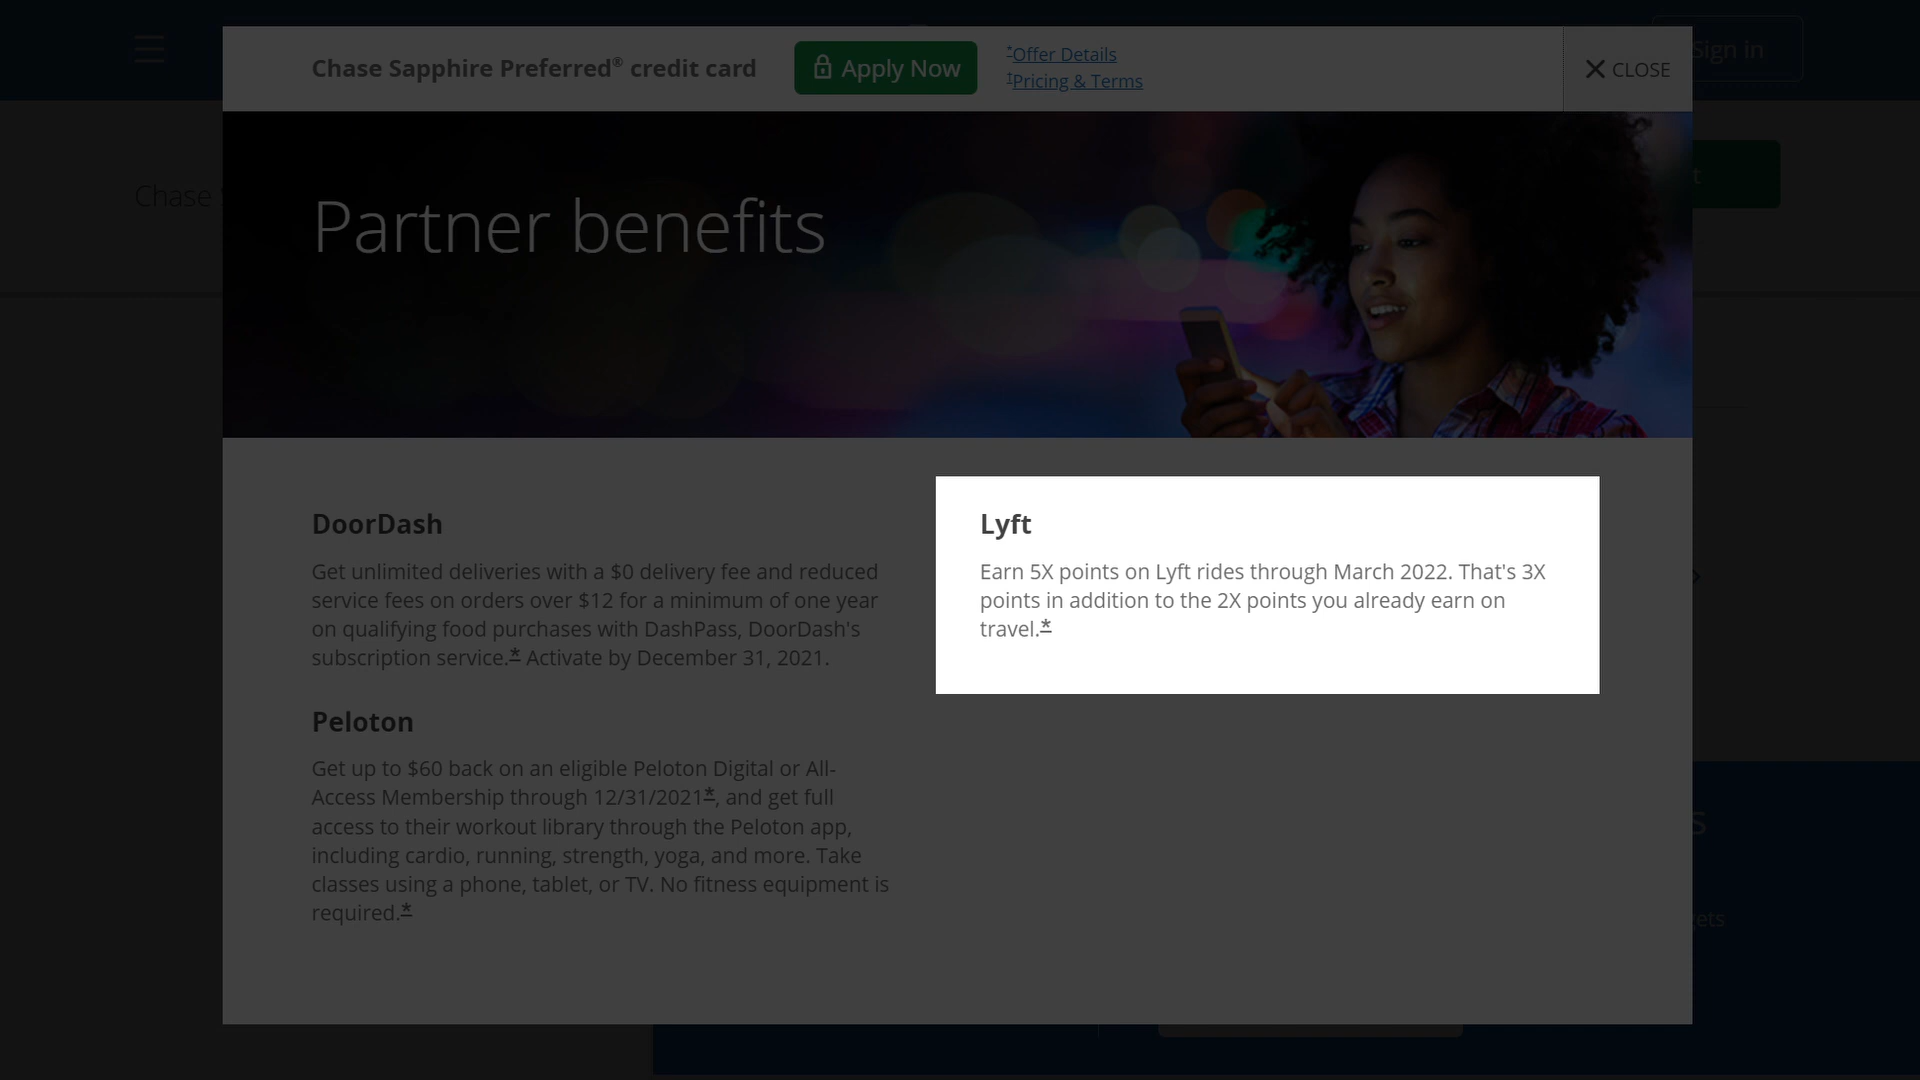 Sign in
Chase Sapphire Preferred® credit card
Apply Now
*Offer Details
†Pricing & Terms
CLOSE
Chase
Partner benefits
DoorDash
Get unlimited deliveries with a $0 delivery fee and reduced
service fees on orders over $12 for a minimum of one year
on qualifying food purchases with DashPass, DoorDash's
subscription service.* Activate by December 31, 2021.
Peloton
Get up to $60 back on an eligible Peloton Digital or All-
Access Membership through 12/31/2021*, and get full
access to their workout library through the Peloton app,
including cardio, running, strength, yoga, and more. Take
classes using a phone, tablet, or TV. No fitness equipment is
required.*
Lyft
Earn 5X points on Lyft rides through March 2022. That's 3X
points in addition to the 2X points you already earn on
travel.*